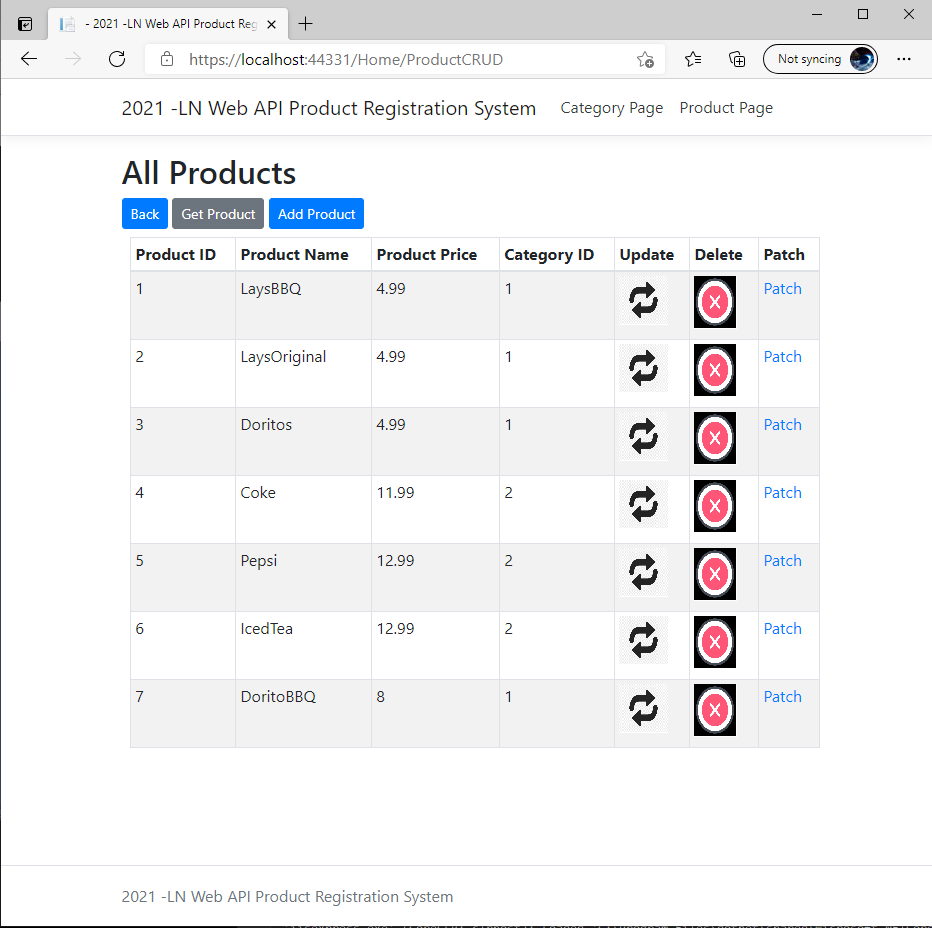 - 2021 -LN Web API Product Reg
https://localhost:44331/Home/ProductCRUD
Not syncing
2021 -LN Web API Product Registration System Category Page Product Page
All Products
Back Get Product Add Product
Product ID Product Name Product Price Category ID Update Delete Patch
1 LaysBBQ 4.99 1 Patch
2 LaysOriginal 4.99 1 Patch
3 Doritos 4.99 1 Patch
4 Coke 11.99 2 Patch
5 Pepsi 12.99 2 Patch
6 IcedTea 12.99 2 Patch
7 DoritoBBQ 8 1 Patch
2021 -LN Web API Product Registration System